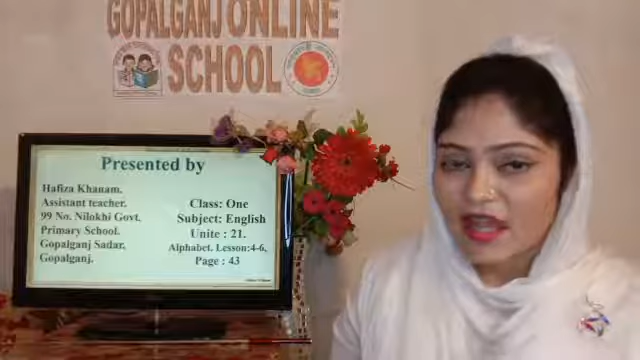 GOPALGANJ ONLINE
SCHOOL
Presented by
Hafiza Khanam.
Assistant teacher.
99 No. Nilokhi Govt.
Primary School.
Gopalganj Sadar,
Gopalganj.
Class: One
Subject: English
Unite : 21.
Alphabet. Lesson:4-6,
Page : 43